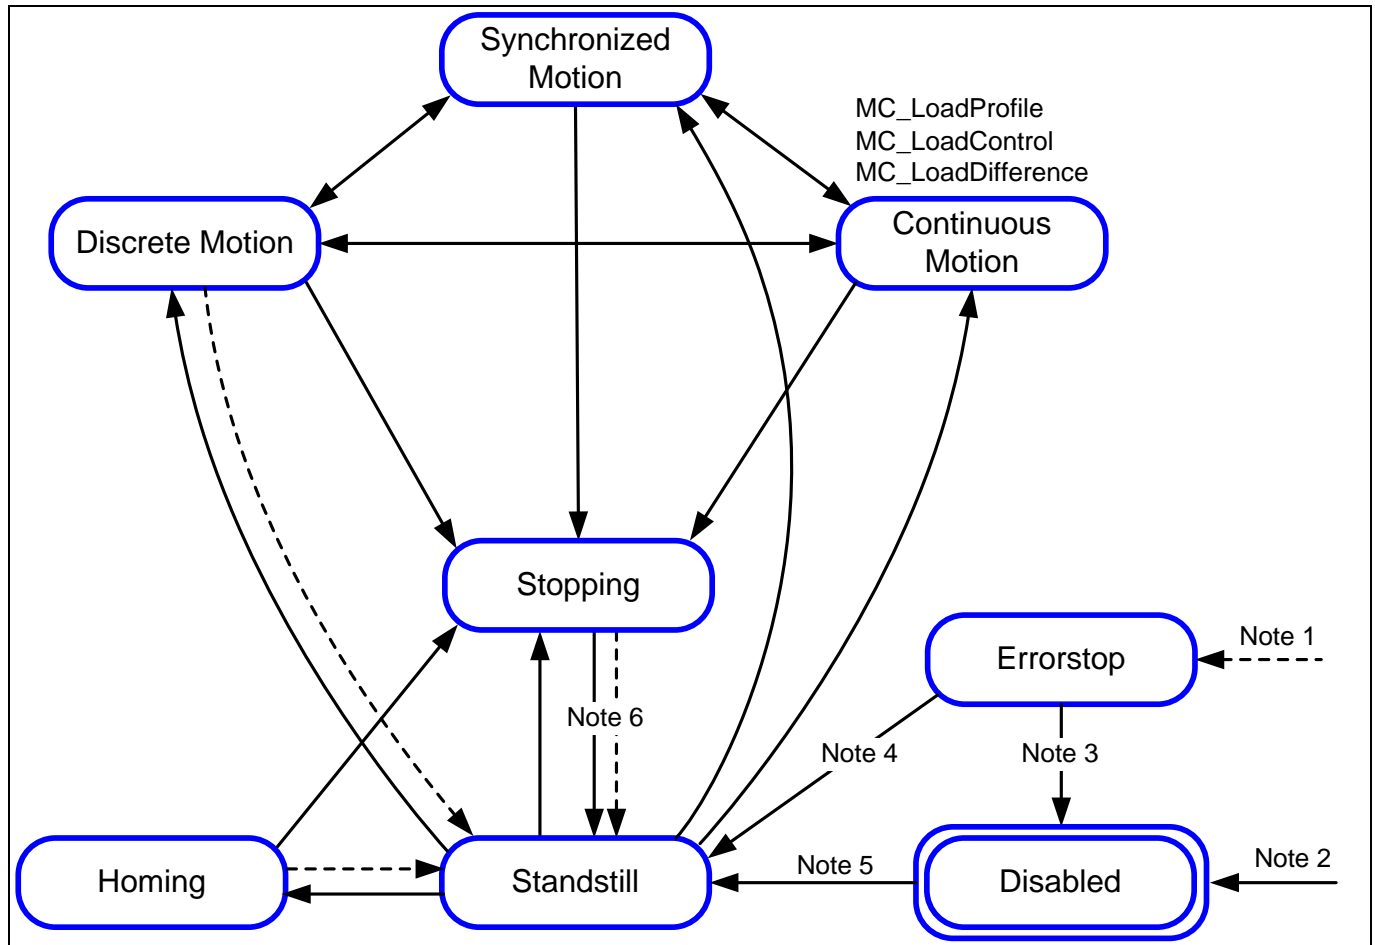 Synchronized
Motion
MC_LoadProfile
MC_LoadControl
MC_LoadDifference
Discrete Motion
Continuous
Motion
Stopping
Errorstop
Note 1
Note 6
Note 4
Note 3
Homing
Standstill
Note 5
Disabled
Note 2